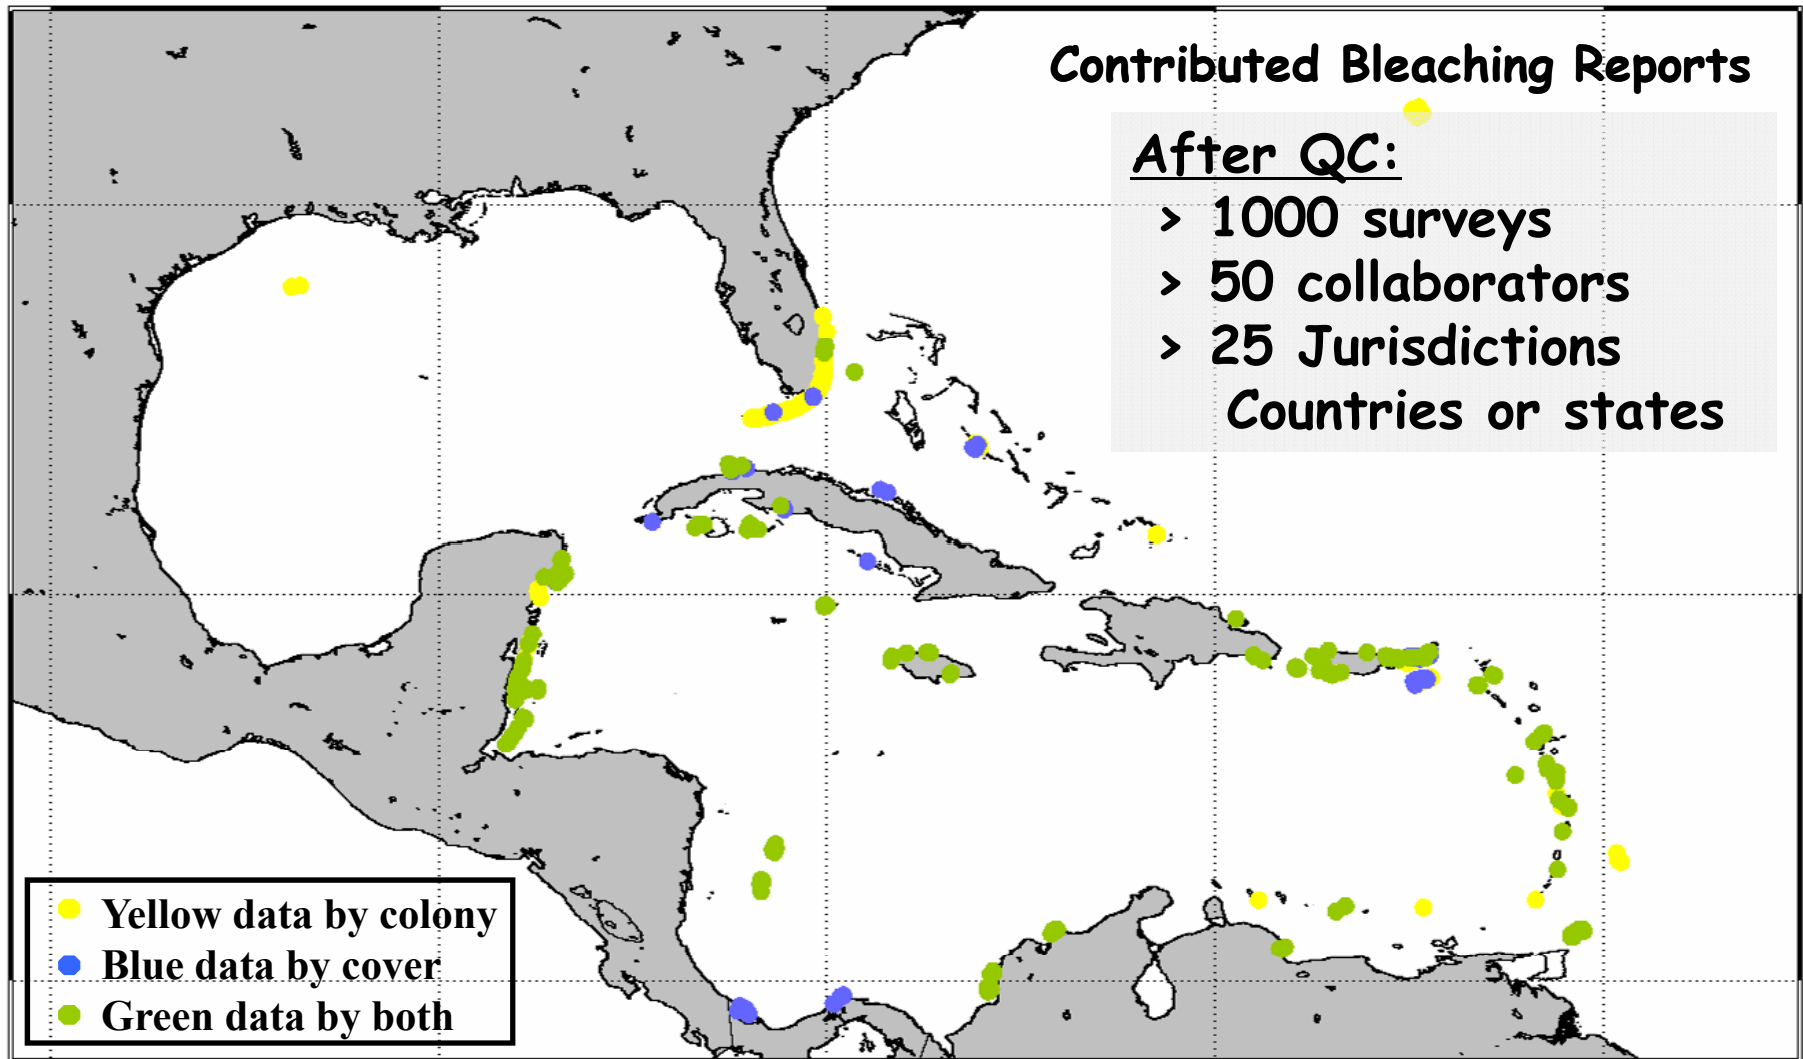 Contributed Bleaching Reports
After QC:
> 1000 surveys
> 50 collaborators
> 25 Jurisdictions
Countries or states
Yellow data by colony
Blue data by cover
Green data by both